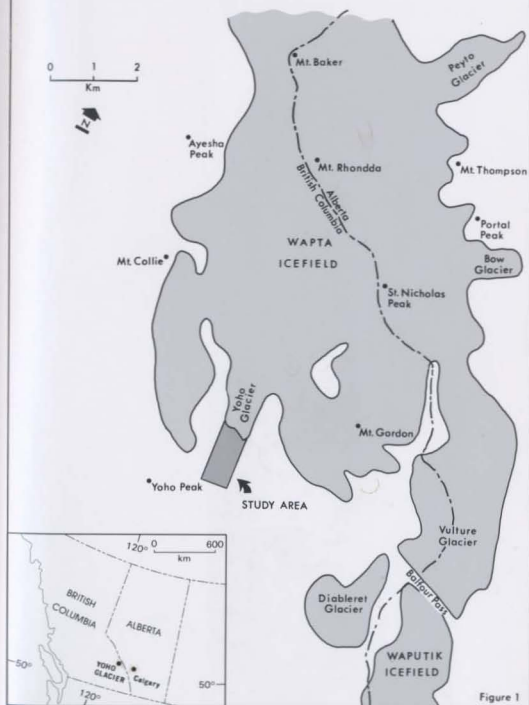 Mt. Baker
Peyto
Glacier
0 1 2
Km
N
Ayesha
Peak
Mt. Rhondda
Mt. Thompson
Alberta
British Columbia
Portal
Peak
WAPTA
ICEFIELD
Mt. Collie
Bow
Glacier
St. Nicholas
Peak
Yoho
Glacier
Mt. Gordon
Yoho Peak
STUDY AREA
Vulture
Glacier
Balfour Pass
Diableret
Glacier
WAPUTIK
ICEFIELD
120°
0 600
km
BRITISH
COLUMBIA
ALBERTA
YOHO
GLACIER
Calgary
50°
50°
120°
Figure 1